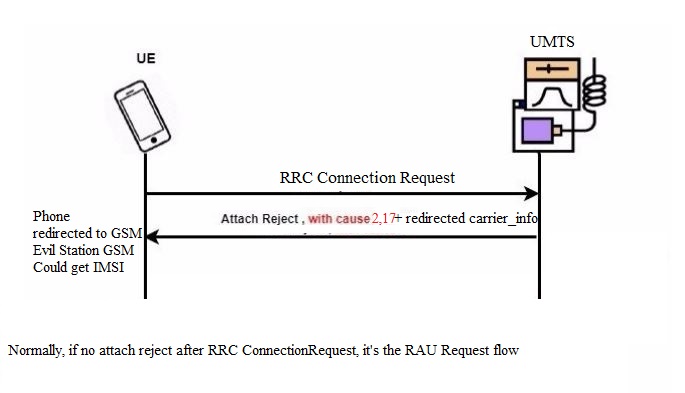 UMTS
UE
RRC Connection Request
Attach Reject , with cause 2,17+ redirected carrier_info
Phone
redirected to GSM
Evil Station GSM
Could get IMSI
Normally, if no attach reject after RRC ConnectionRequest, it's the RAU Request flow